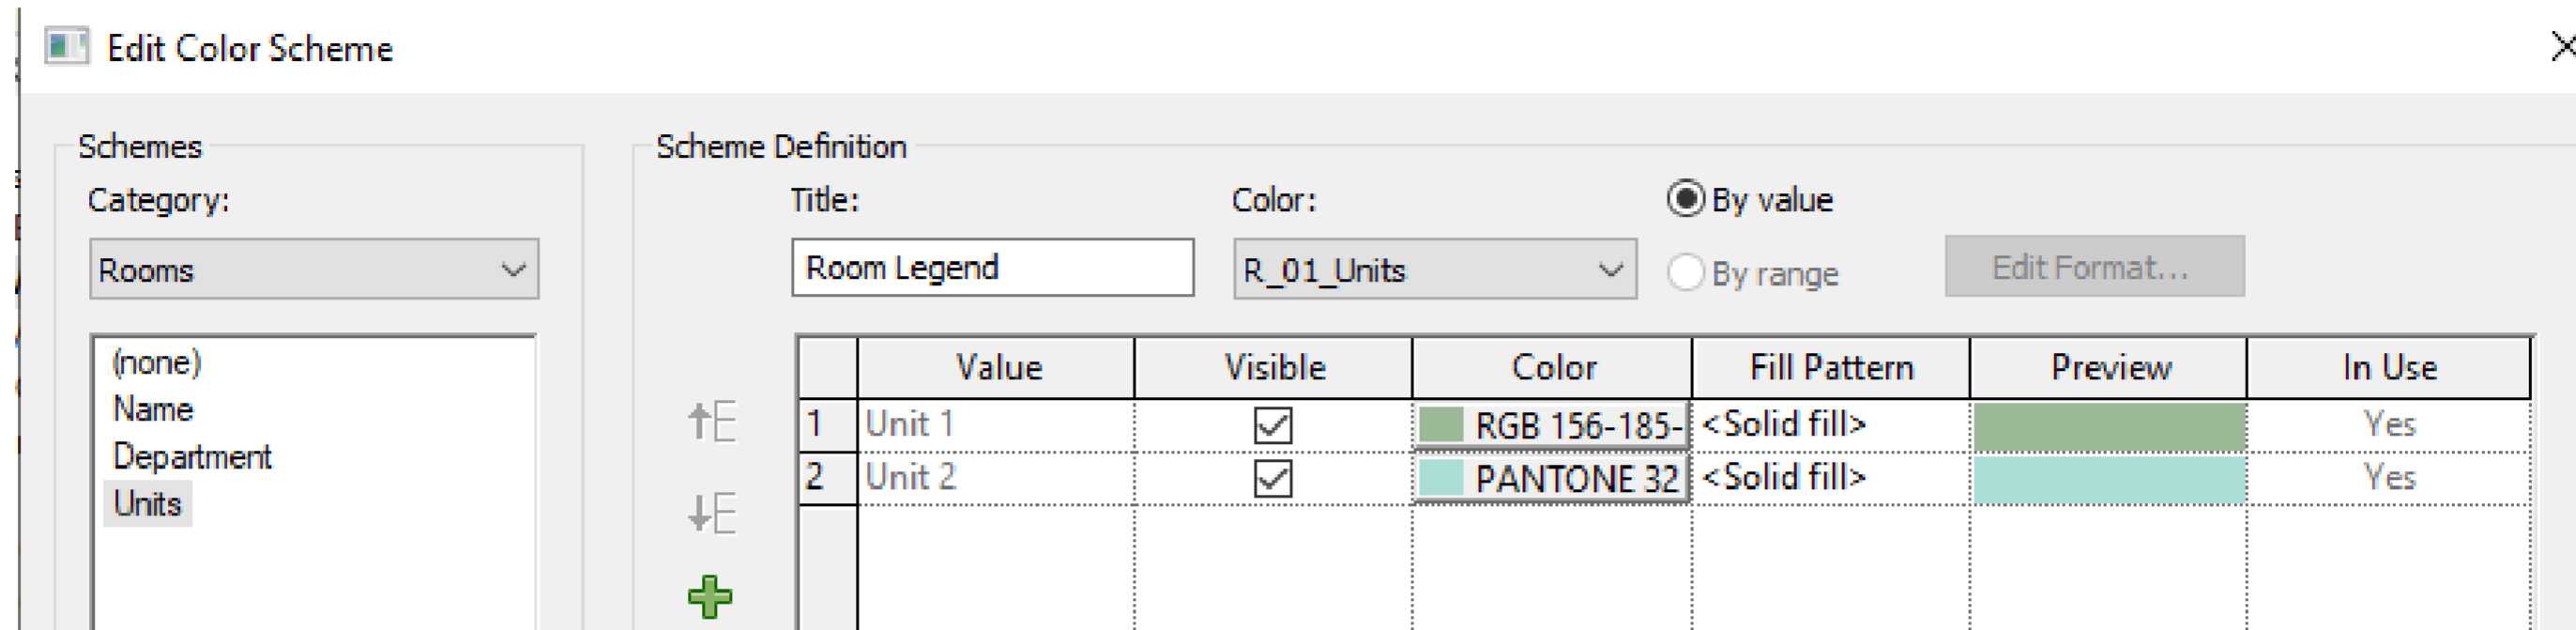 Edit Color Scheme
Schemes
Category:
Rooms
(none)
Name
Department
Units
Scheme Definition
Title:
Room Legend
Color:
R_01_Units
By value
By range
Edit Format...
Value Visible Color Fill Pattern Preview In Use
1 Unit 1 RGB 156-185- <Solid fill> Yes
2 Unit 2 PANTONE 32 <Solid fill> Yes